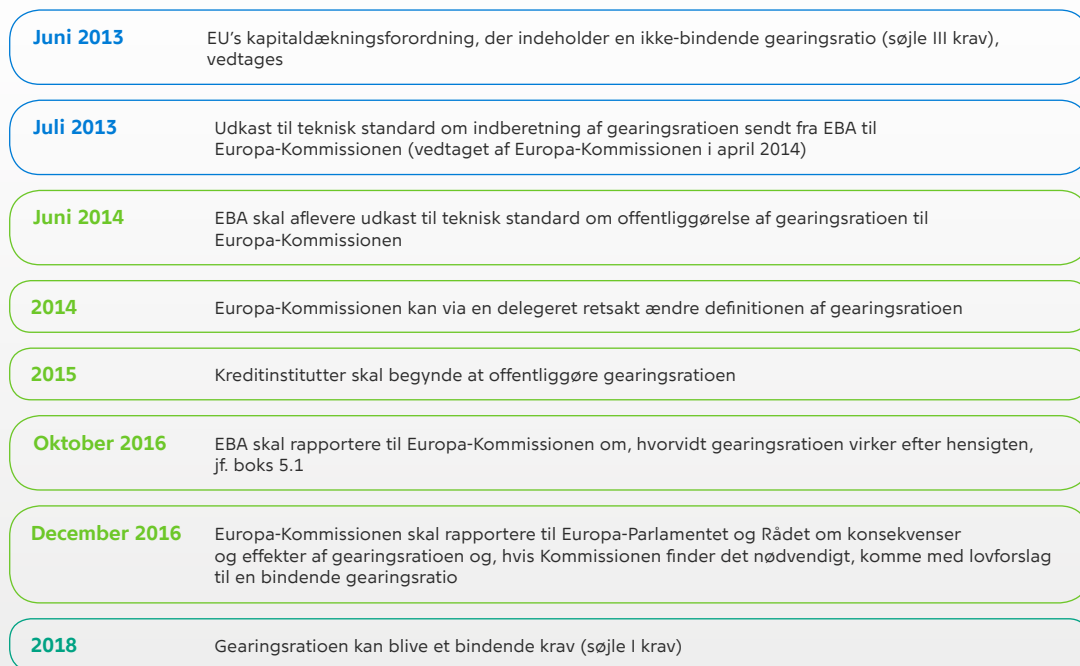 Juni 2013 EU's kapitaldækningsforordning, der indeholder en ikke-bindende gearingsratio (søjle III krav),
vedtages
Juli 2013 Udkast til teknisk standard om indberetning af gearingsratioen sendt fra EBA til
Europa-Kommissionen (vedtaget af Europa-Kommissionen i april 2014)
Juni 2014 EBA skal aflevere udkast til teknisk standard om offentliggørelse af gearingsratioen til
Europa-Kommissionen
2014 Europa-Kommissionen kan via en delegeret retsakt ændre definitionen af gearingsratioen
2015 Kreditinstitutter skal begynde at offentliggøre gearingsratioen
Oktober 2016 EBA skal rapportere til Europa-Kommissionen om, hvorvidt gearingsratioen virker efter hensigten,
jf. boks 5.1
December 2016 Europa-Kommissionen skal rapportere til Europa-Parlamentet og Rådet om konsekvenser
og effekter af gearingsratioen og, hvis Kommissionen finder det nødvendigt, komme med lovforslag
til en bindende gearingsratio
2018 Gearingsratioen kan blive et bindende krav (søjle I krav)